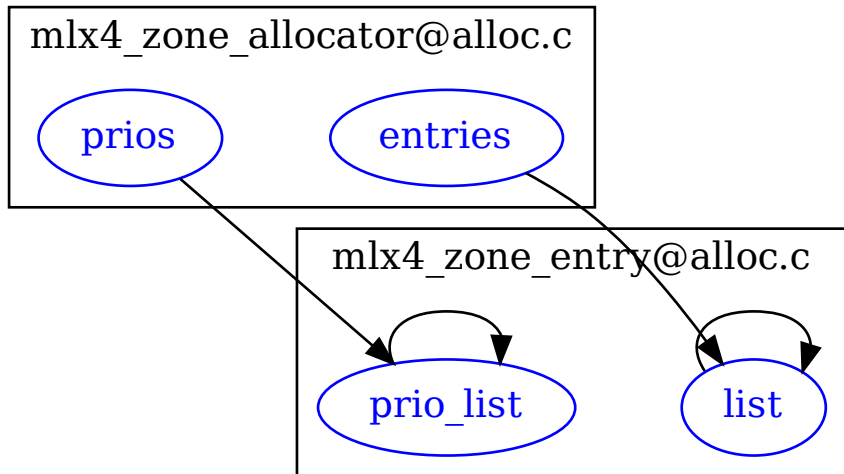 mlx4_zone_allocator@alloc.c
prios
entries
mlx4_zone_entry@alloc.c
prio_list
list